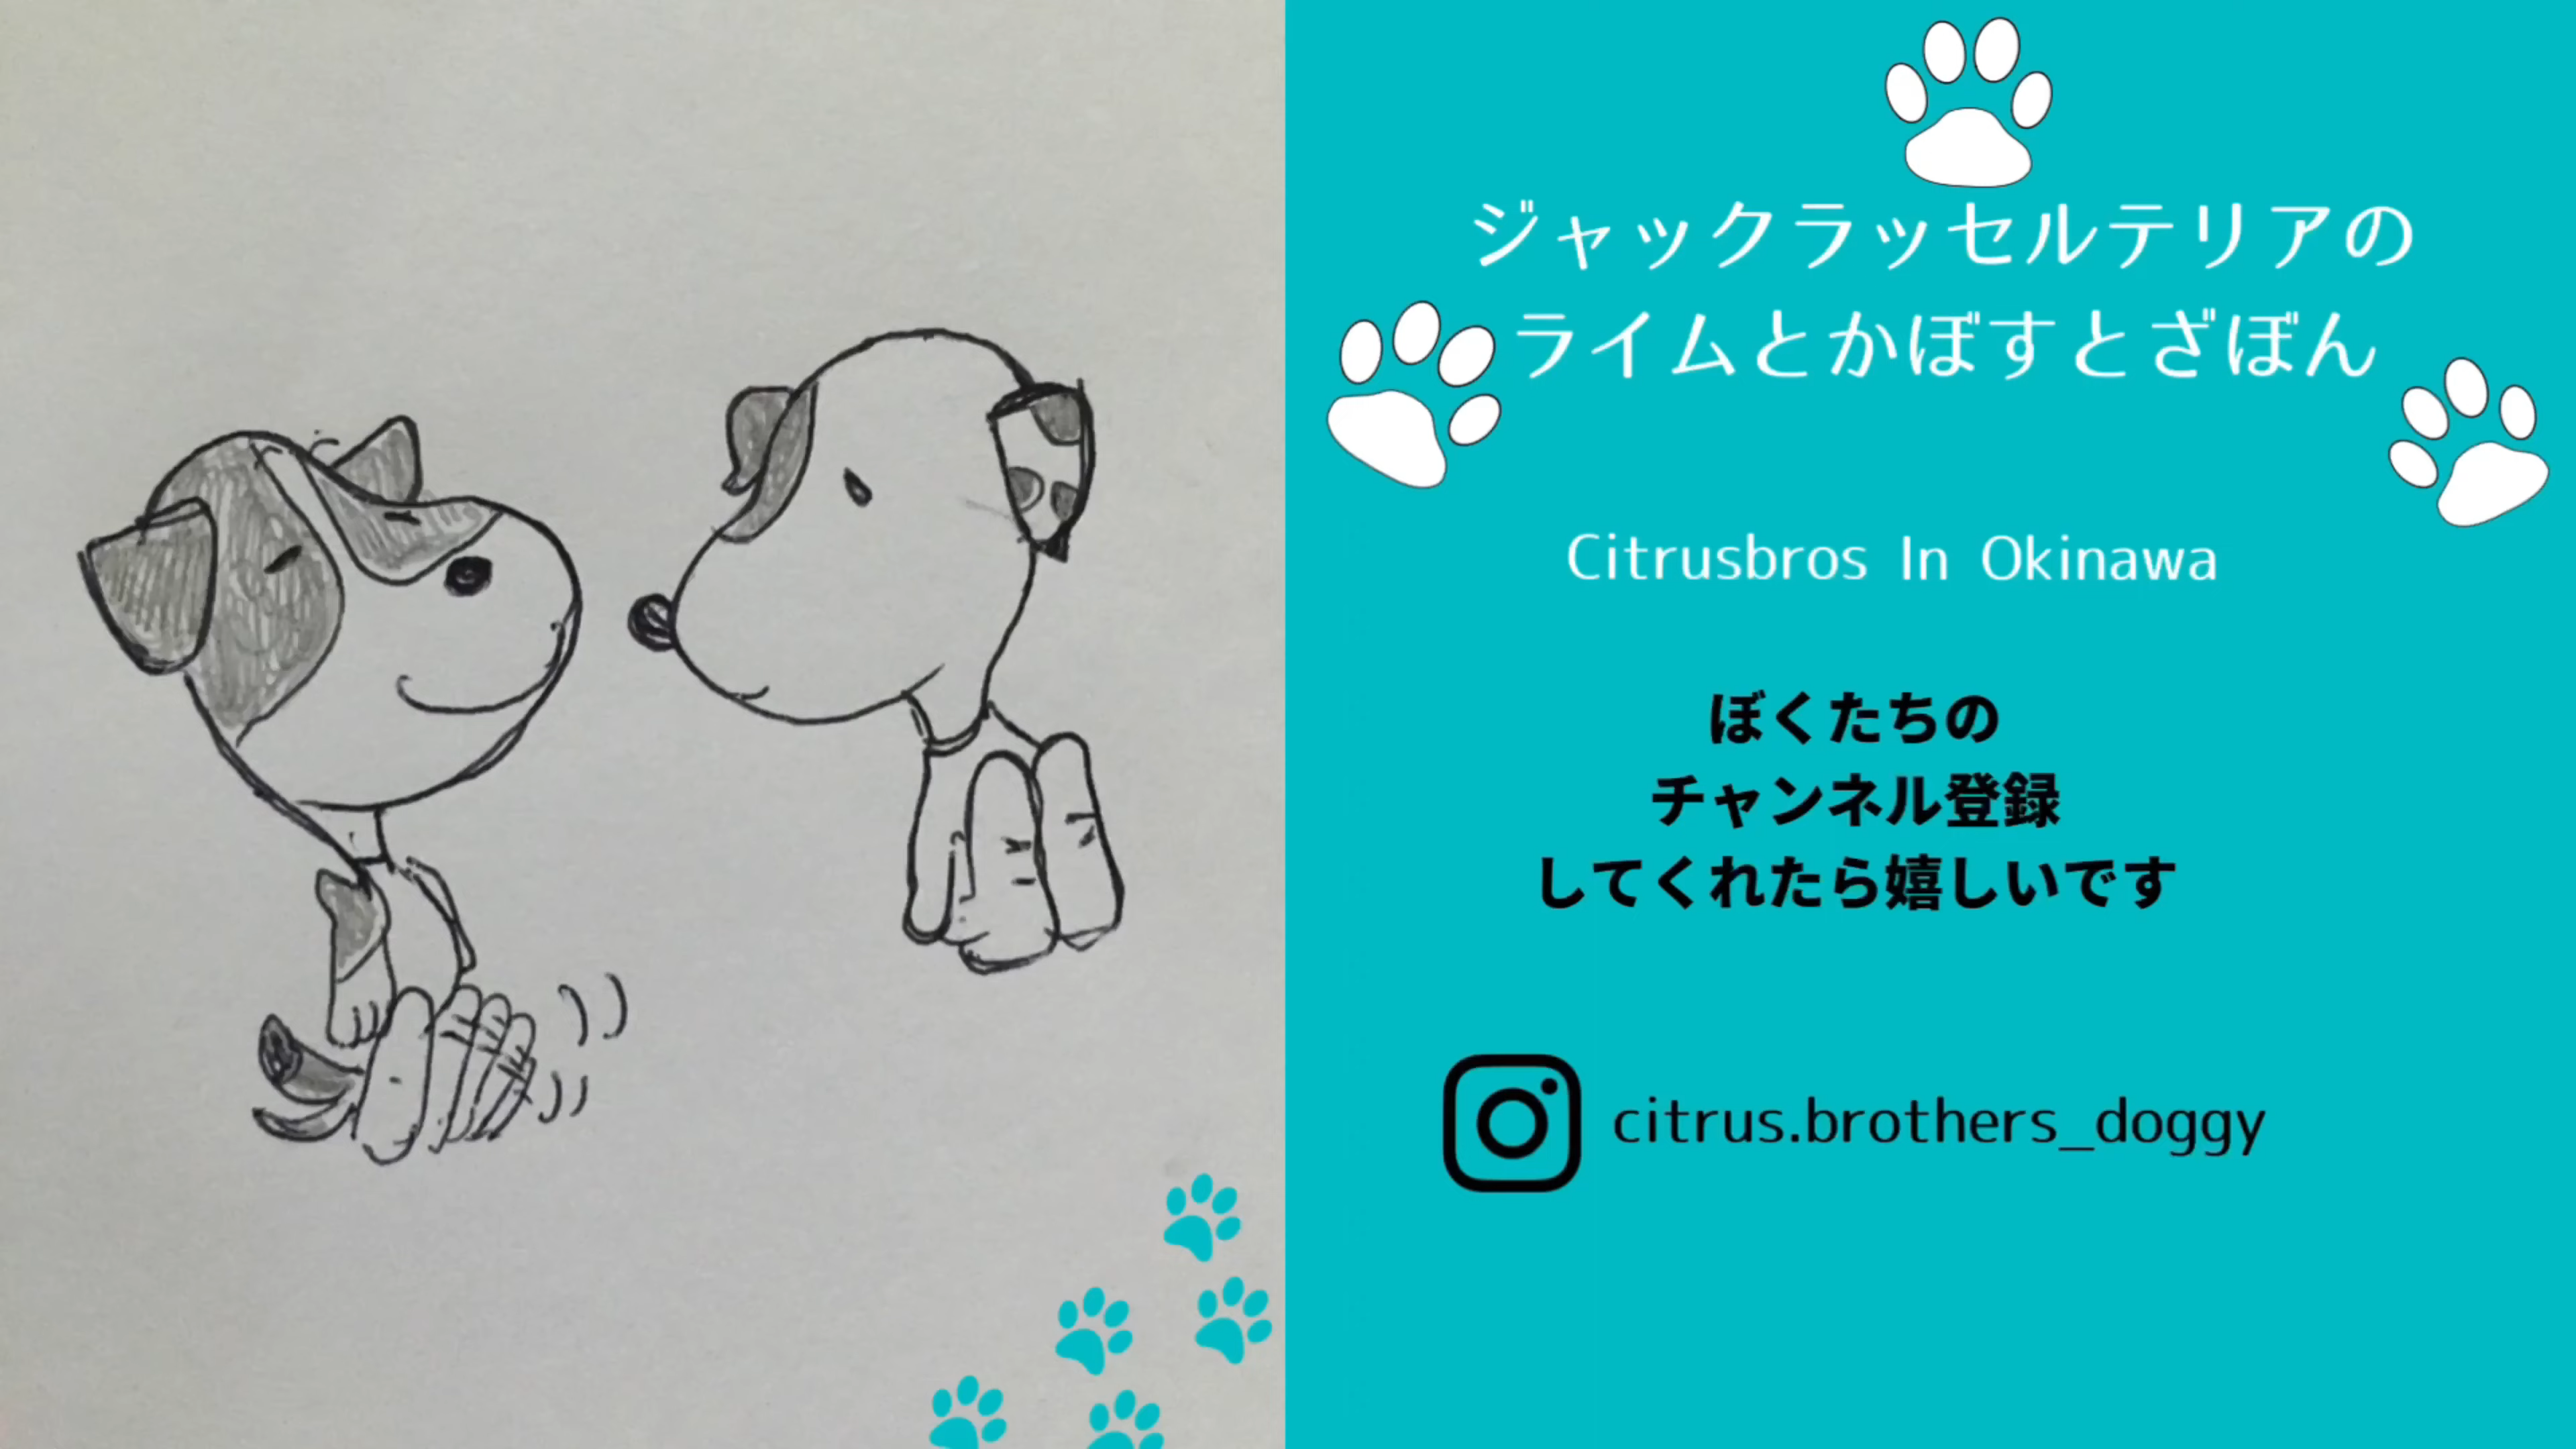 ジャックラッセルテリアの
ライムとかぼすとざぼん
Citrusbros In Okinawa
ぼくたちの
チャンネル登録
してくれたら嬉しいです
citrus.brothers_doggy